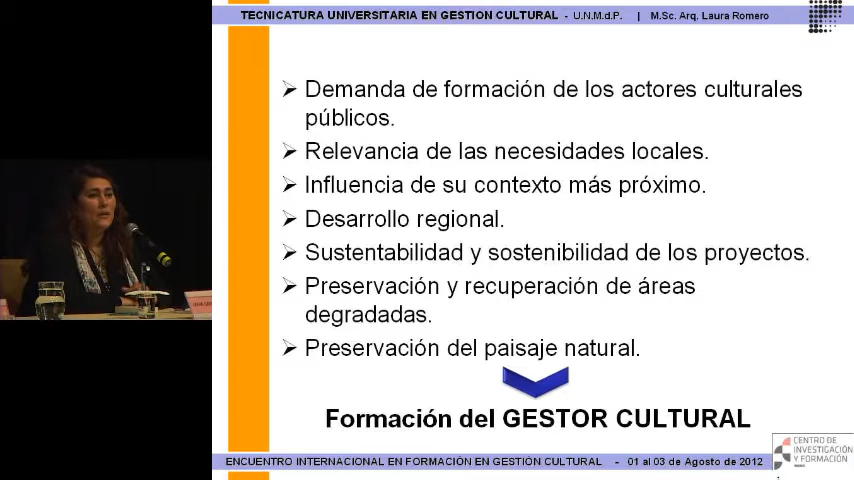 TECNICATURA UNIVERSITARIA EN GESTION CULTURAL - U.N.M.d.P. | M.Sc. Arq. Laura Romero
➢ Demanda de formación de los actores culturales
públicos.
➢ Relevancia de las necesidades locales.
➢ Influencia de su contexto más próximo.
➢ Desarrollo regional.
➢ Sustentabilidad y sostenibilidad de los proyectos.
➢ Preservación y recuperación de áreas
degradadas.
➢ Preservación del paisaje natural.
Formación del GESTOR CULTURAL
ENCUENTRO INTERNACIONAL EN FORMACIÓN EN GESTIÓN CULTURAL - 01 al 03 de Agosto de 2012
CENTRO DE
INVESTIGACIÓN
Y FORMACIÓN